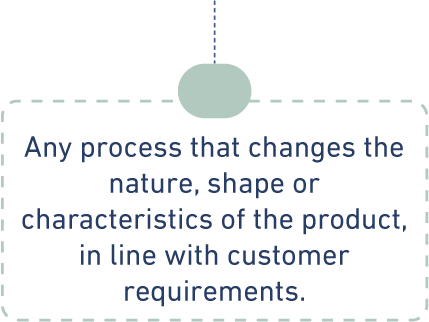 Any process that changes the
nature, shape or
characteristics of the product,
in line with customer
requirements.